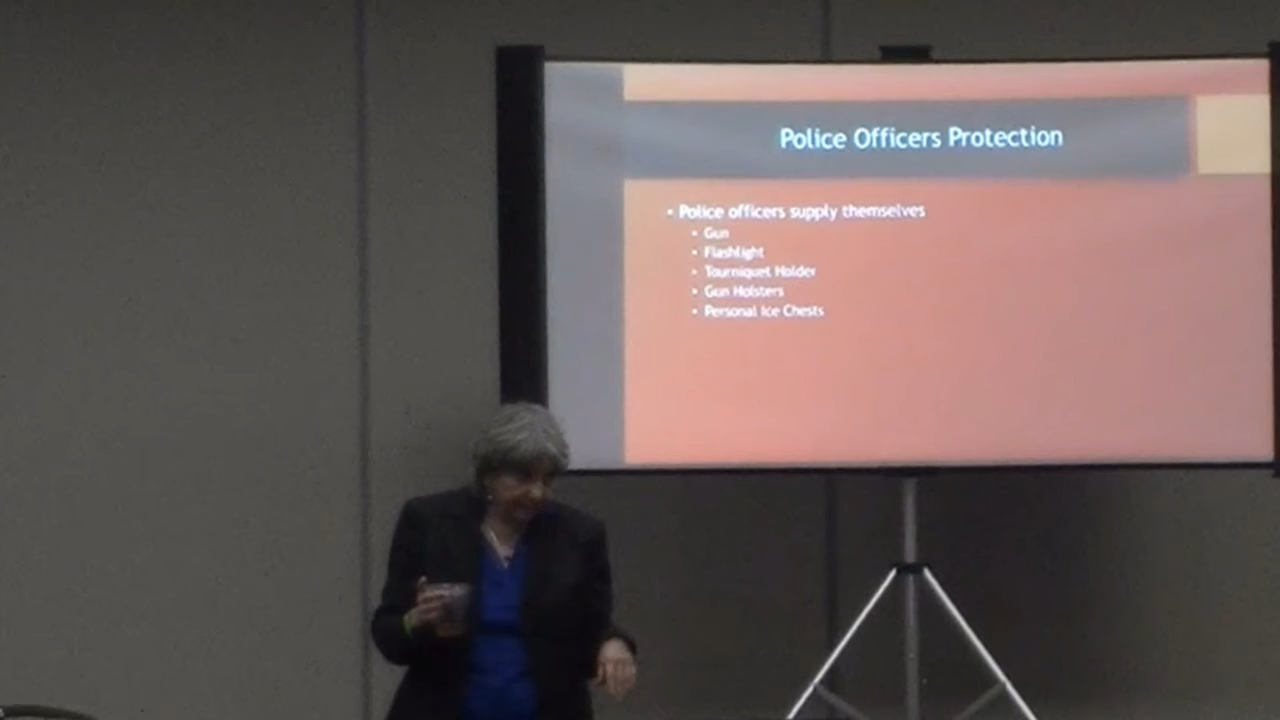 Police Officers Protection
• Police officers supply themselves
• Gun
• Flashlight
• Tourniquet Holder
• Gun Holsters
• Personal Ice Chests